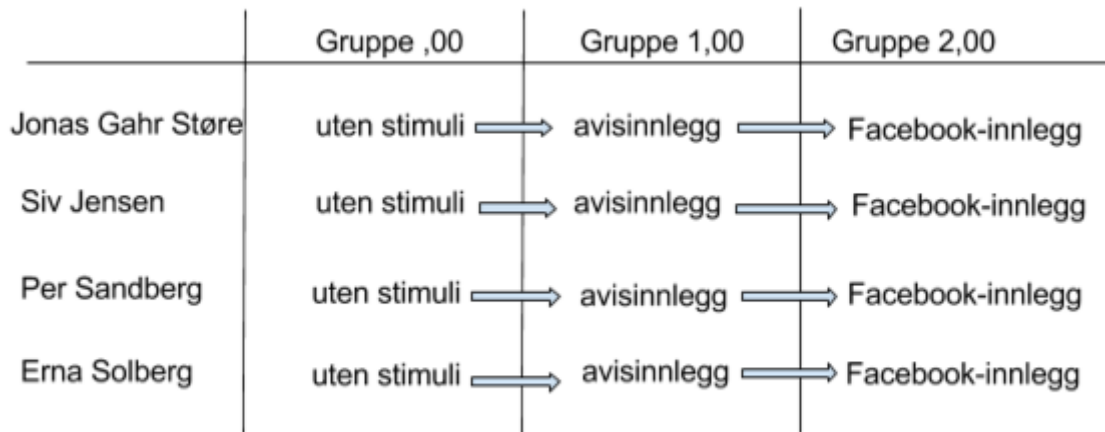 Gruppe ,00 Gruppe 1,00 Gruppe 2,00
Jonas Gahr Støre uten stimuli avisinnlegg Facebook-innlegg
Siv Jensen uten stimuli avisinnlegg Facebook-innlegg
Per Sandberg uten stimuli avisinnlegg Facebook-innlegg
Erna Solberg uten stimuli avisinnlegg Facebook-innlegg